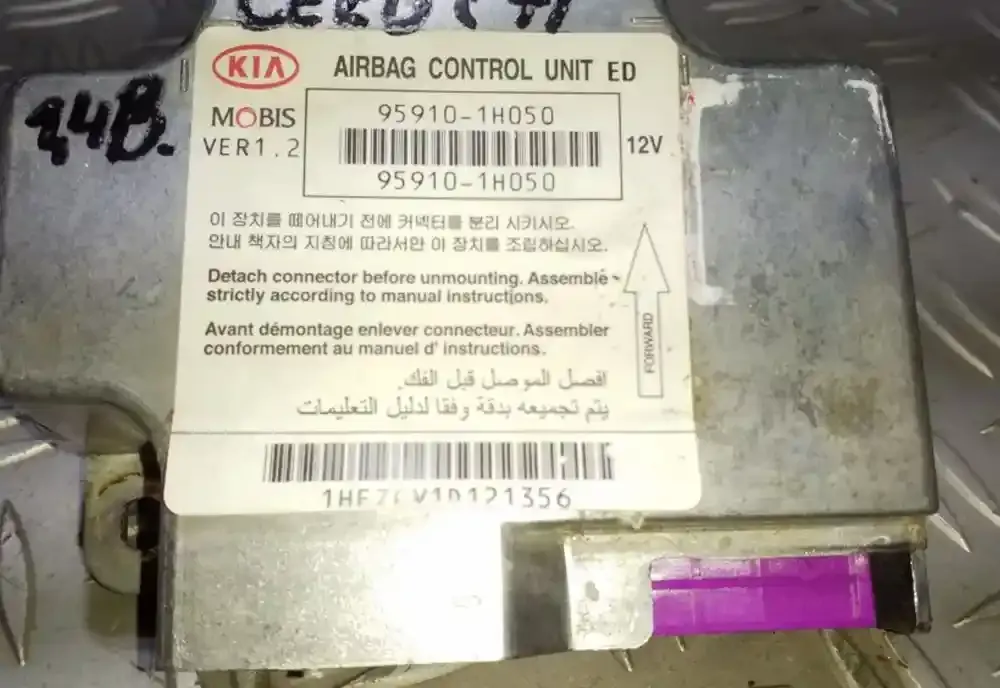 14B.
KIA AIRBAG CONTROL UNIT ED
MOBIS
VER1.2
95910-1H050
95910-1H050
12V
이 장치를 떼어내기 전에 커넥터를 분리 시키시오.
안내 책자의 지침에 따라서만 이 장치를 조립하십시오.
Detach connector before unmounting. Assemble
strictly according to manual instructions.
Avant démontage enlever connecteur. Assembler
conformement au manuel d' instructions.
FORWARD
افصل الموصل قبل الفك.
يتم تجميعه بدقة وفقا لدليل التعليمات